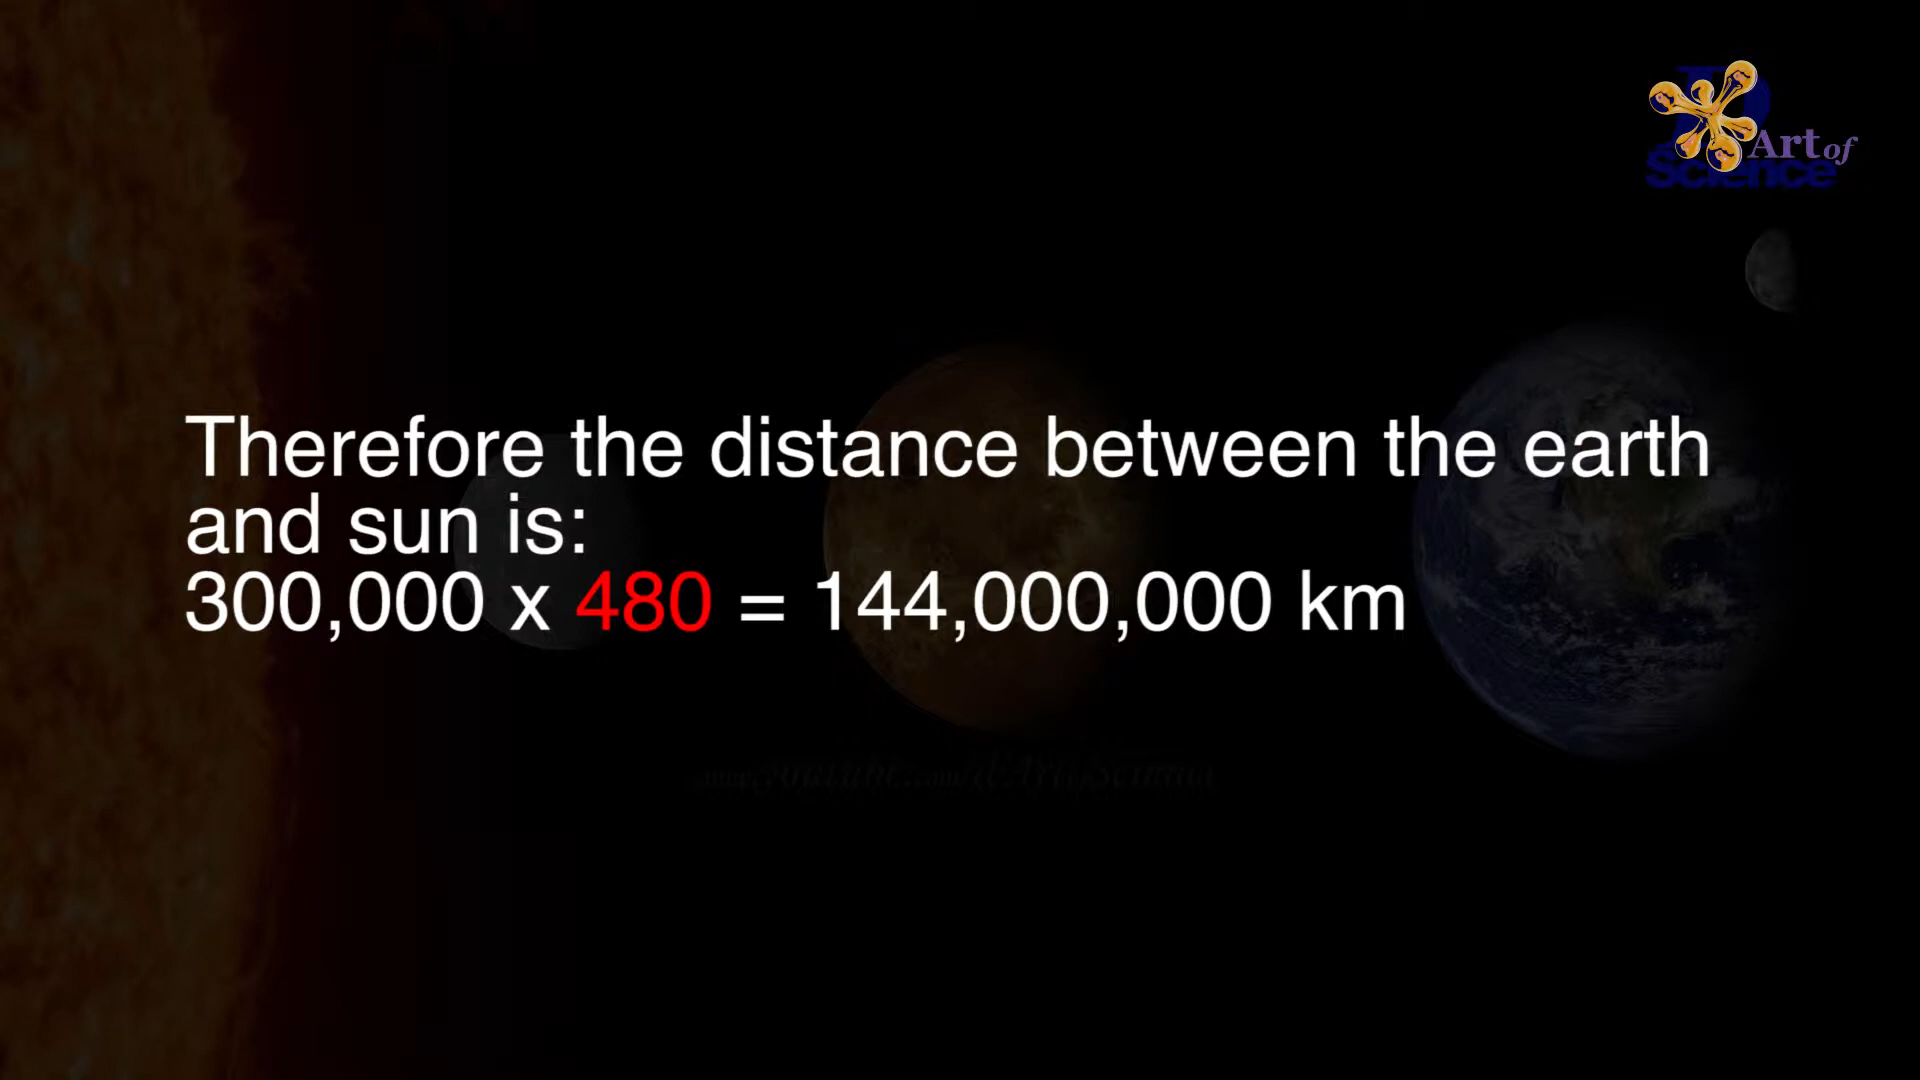 Art of
Science
Therefore the distance between the earth
and sun is:
300,000 x 480 = 144,000,000 km